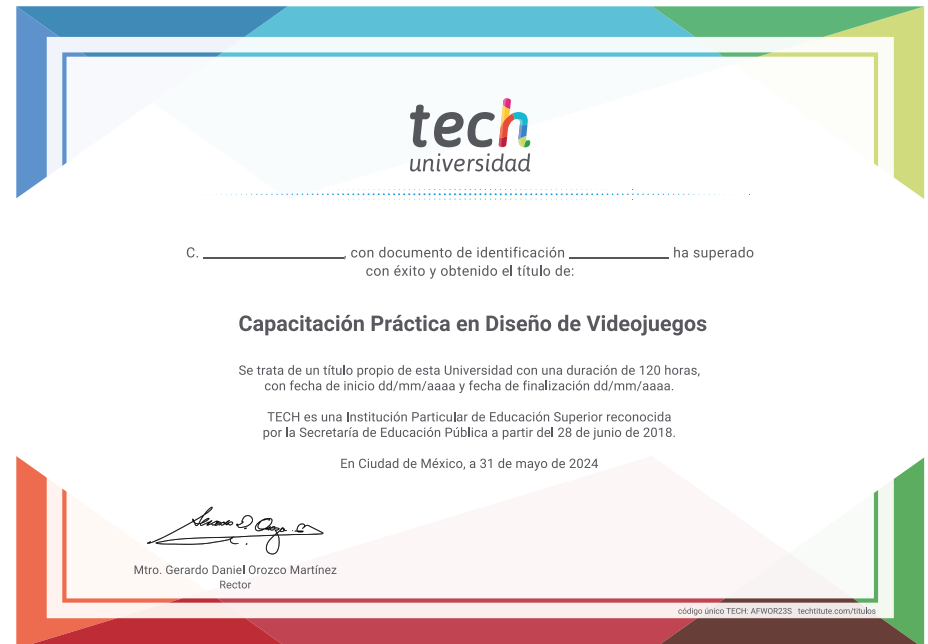 tech
universidad
C. ____________, con documento de identificación ____________ ha superado
con éxito y obtenido el título de:
Capacitación Práctica en Diseño de Videojuegos
Se trata de un título propio de esta Universidad con una duración de 120 horas,
con fecha de inicio dd/mm/aaaa y fecha de finalización dd/mm/aaaa.
TECH es una Institución Particular de Educación Superior reconocida
por la Secretaría de Educación Pública a partir del 28 de junio de 2018.
En Ciudad de México, a 31 de mayo de 2024
Mtro. Gerardo Daniel Orozco Martínez
Rector
código único TECH: AFWOR23S techtitute.com/titulos